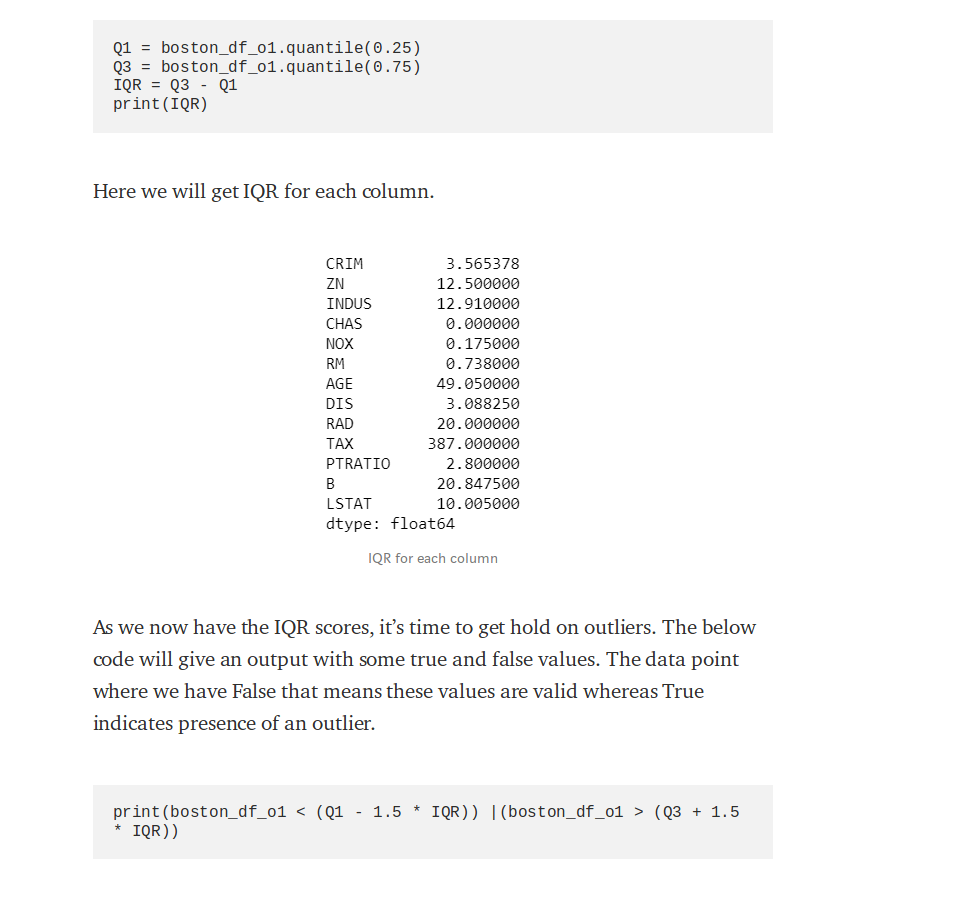 Q1 = boston_df_o1.quantile(0.25)
Q3 = boston_df_o1.quantile(0.75)
IQR = Q3 - Q1
print(IQR)
Here we will get IQR for each column.
CRIM 3.565378
ZN 12.500000
INDUS 12.910000
CHAS 0.000000
NOX 0.175000
RM 0.738000
AGE 49.050000
DIS 3.088250
RAD 20.000000
TAX 387.000000
PTRATIO 2.800000
B 20.847500
LSTAT 10.005000
dtype: float64
IQR for each column
As we now have the IQR scores, it’s time to get hold on outliers. The below
code will give an output with some true and false values. The data point
where we have False that means these values are valid whereas True
indicates presence of an outlier.
print(boston_df_o1 < (Q1 - 1.5 * IQR)) |(boston_df_o1 > (Q3 + 1.5
* IQR))